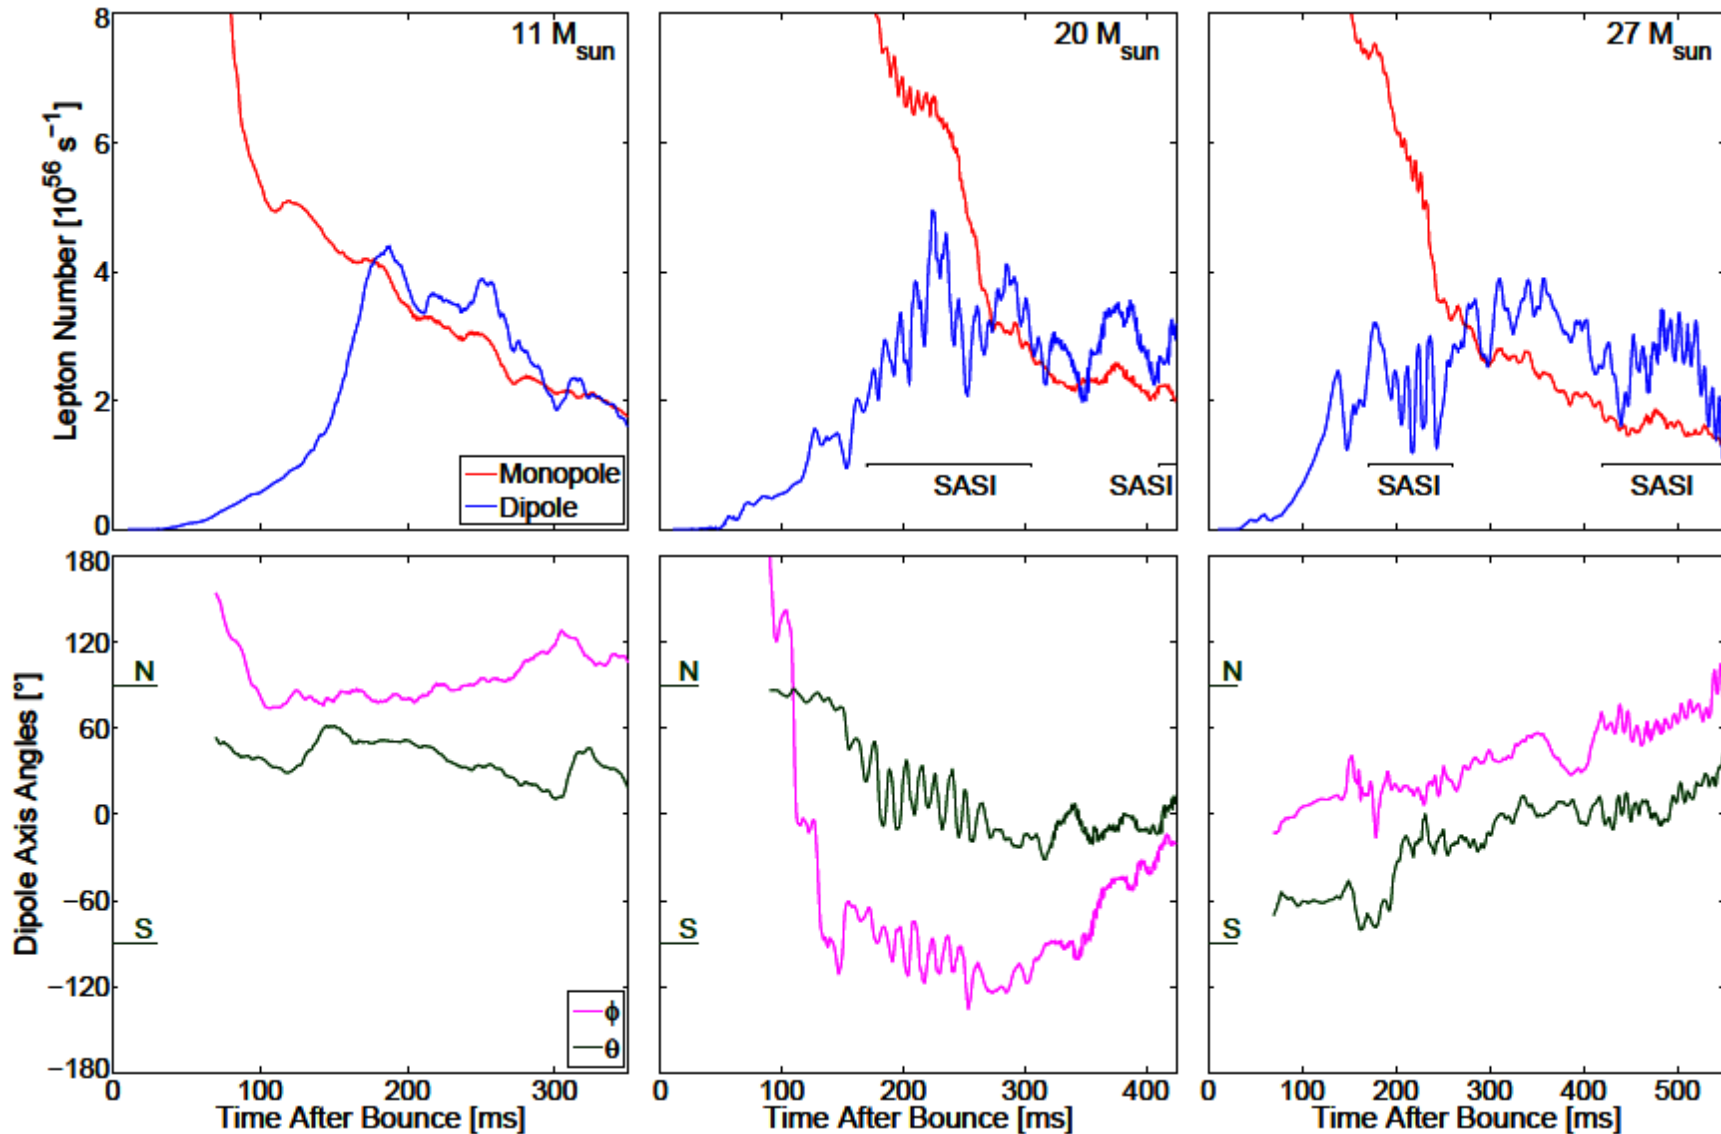 11 M_sun
20 M_sun
27 M_sun
Lepton Number [10^56 s^−1]
8
6
4
2
0
Monopole
Dipole
SASI
SASI
SASI
SASI
Dipole Axis Angles [°]
180
120
60
0
−60
−120
−180
N
S
N
S
N
S
ϕ
θ
0 100 200 300
0 100 200 300 400
0 100 200 300 400 500
Time After Bounce [ms]
Time After Bounce [ms]
Time After Bounce [ms]